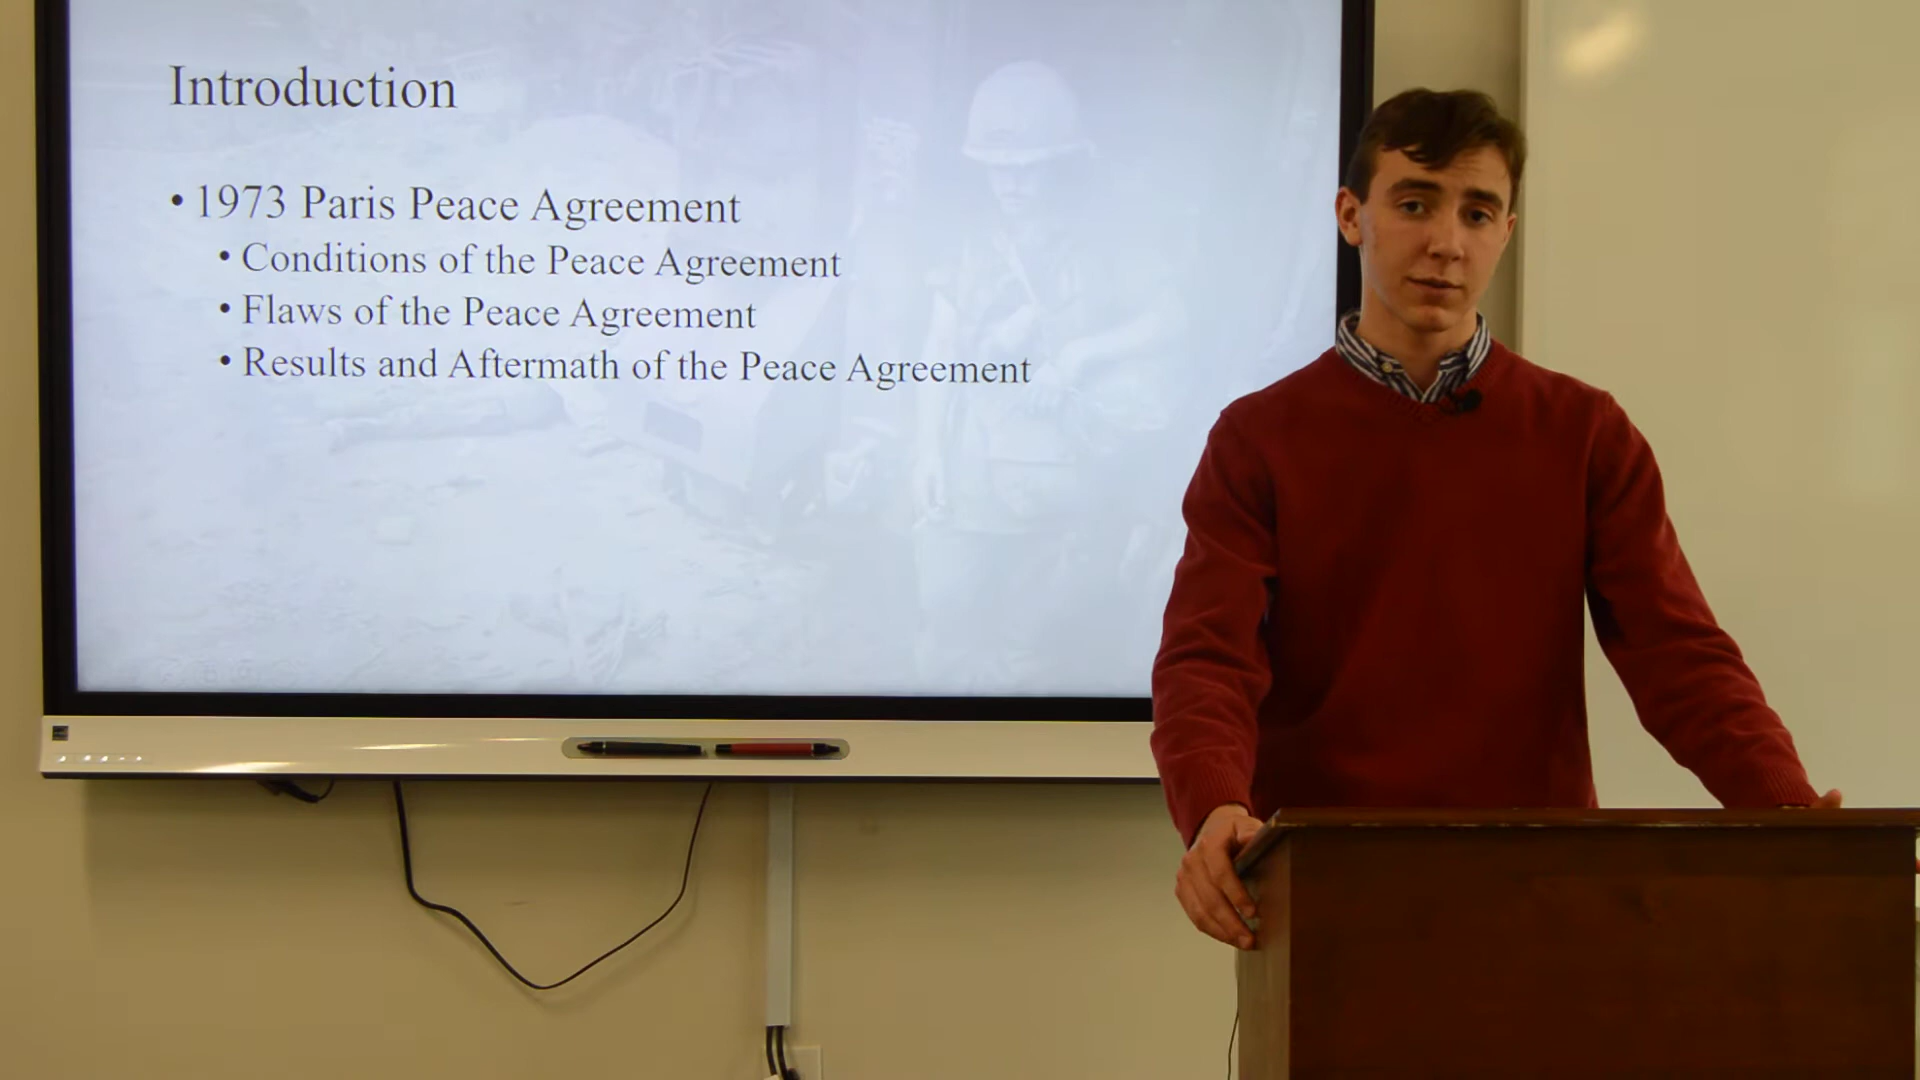 Introduction
• 1973 Paris Peace Agreement
• Conditions of the Peace Agreement
• Flaws of the Peace Agreement
• Results and Aftermath of the Peace Agreement